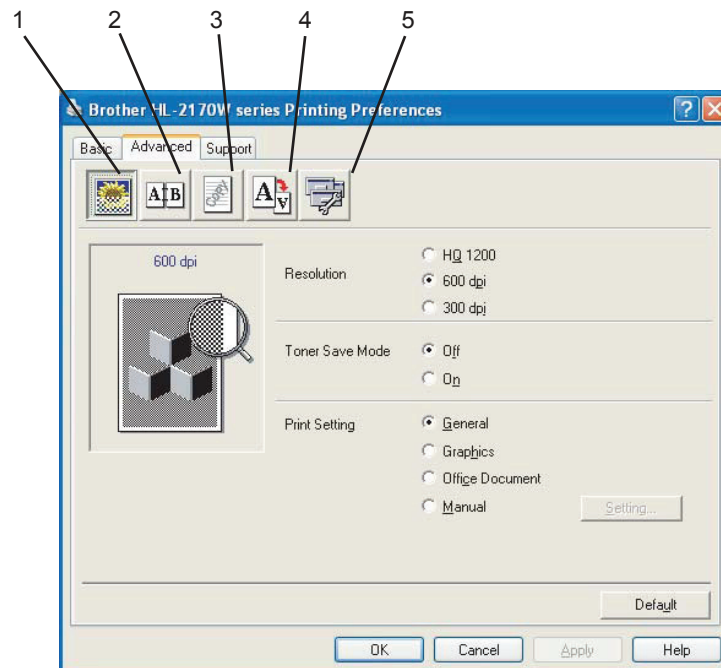 1 2 3 4 5
Brother HL-2170W series Printing Preferences
Basic Advanced Support
A B Copy A A
600 dpi
Resolution
HQ 1200
600 dpi
300 dpi
Toner Save Mode
Off
On
Print Setting
General
Graphics
Office Document
Manual
Setting...
Default
OK Cancel Apply Help